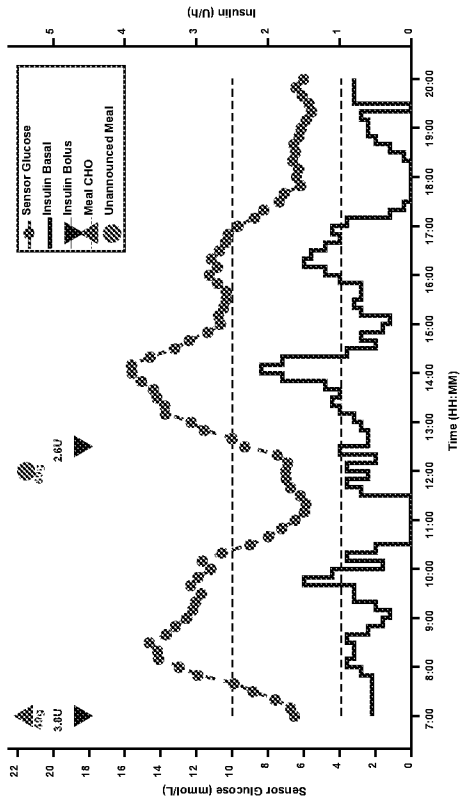 Insulin (U/h)
5 4 3 2 1 0
Sensor Glucose
Insulin Basal
Insulin Bolus
Meal CHO
Unannounced Meal
3.8U
2.6U
22 20 18 16 14 12 10 8 6 4 2 0
Sensor Glucose (mmol/L)
7:00 8:00 9:00 10:00 11:00 12:00 13:00 14:00 15:00 16:00 17:00 18:00 19:00 20:00
Time (HH:MM)